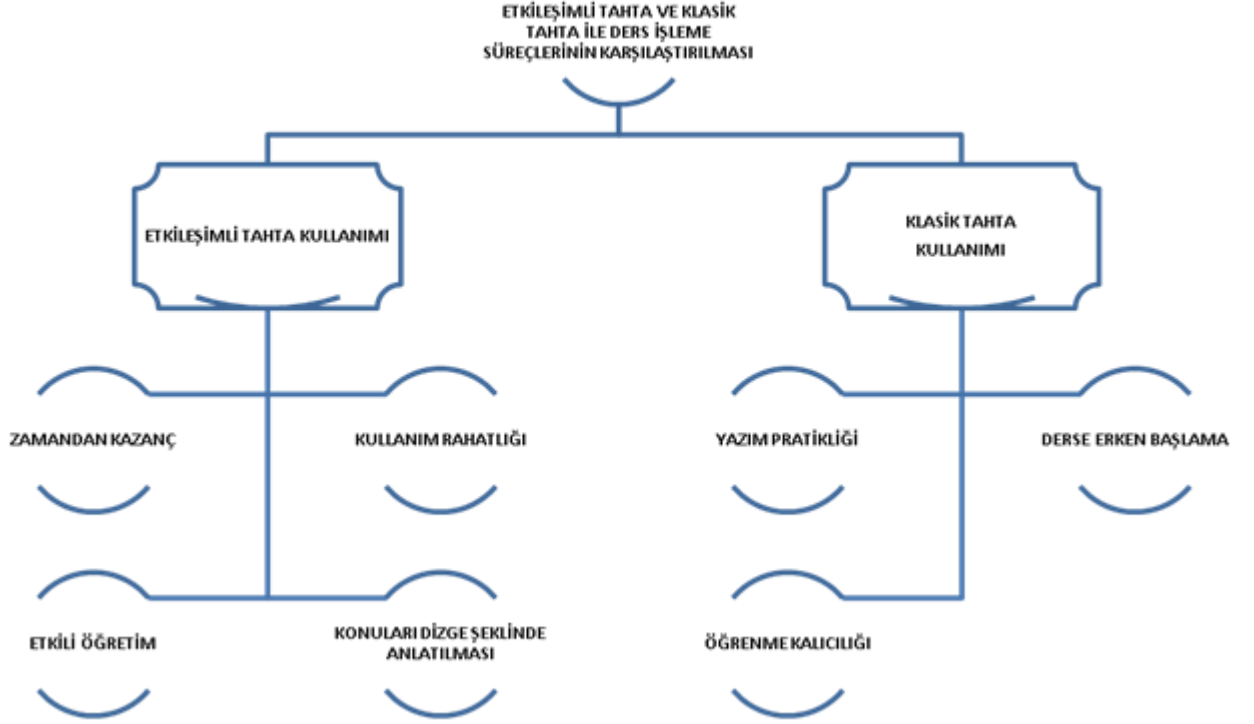 ETKİLEŞİMLİ TAHTA VE KLASİK
TAHTA İLE DERS İŞLEME
SÜREÇLERİNİN KARŞILAŞTIRILMASI
ETKİLEŞİMLİ TAHTA KULLANIMI
KLASİK TAHTA
KULLANIMI
ZAMANDAN KAZANÇ
KULLANIM RAHATLIĞI
YAZIM PRATİKLİĞİ
DERSE ERKEN BAŞLAMA
ETKİLİ ÖĞRETİM
KONULARI DİZGE ŞEKLİNDE
ANLATILMASI
ÖĞRENME KALICILIĞI